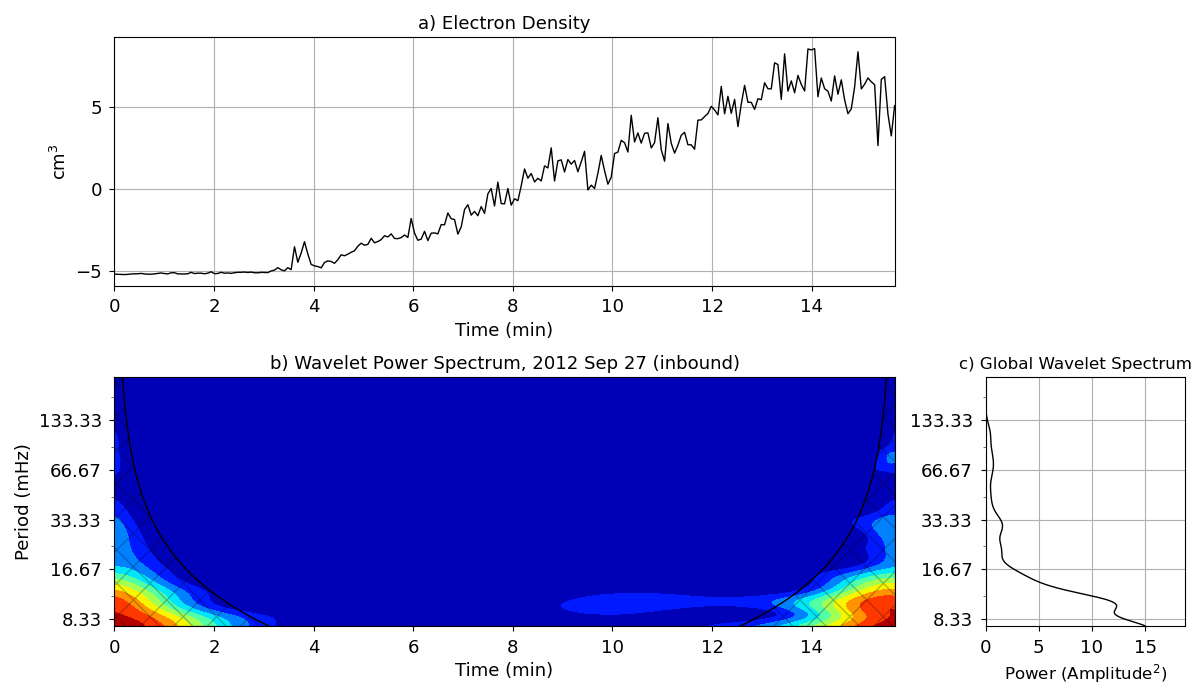 a) Electron Density
cm³
5
0
−5
0 2 4 6 8 10 12 14
Time (min)
b) Wavelet Power Spectrum, 2012 Sep 27 (inbound)
c) Global Wavelet Spectrum
Period (mHz)
133.33
66.67
33.33
16.67
8.33
0 2 4 6 8 10 12 14
Time (min)
133.33
66.67
33.33
16.67
8.33
0 5 10 15
Power (Amplitude²)